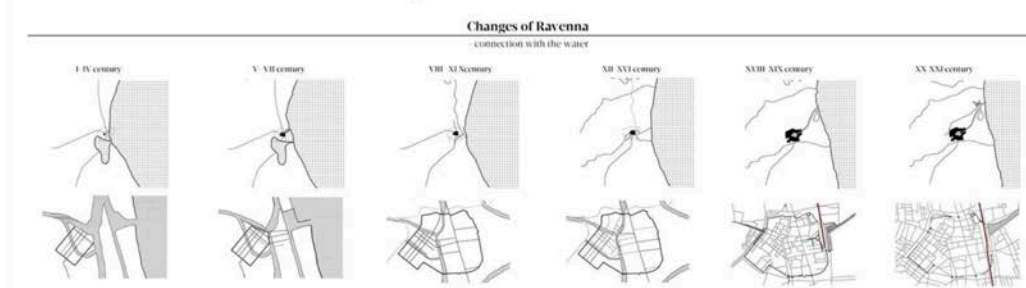 Changes of Ravenna
- connection with the water
I-IV century
V- VII century
VIII- XI Xcentury
XII-XVI century
XVIII-XIX century
XX-XXI century